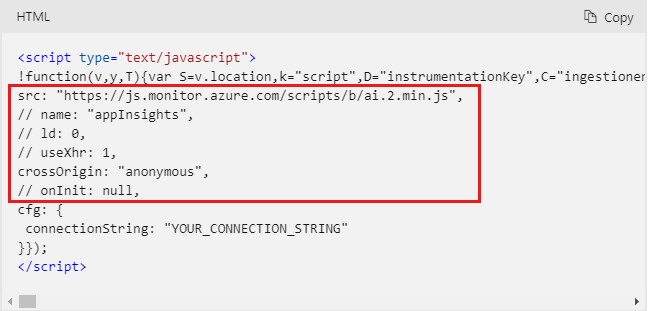 HTML
Copy
<script type="text/javascript">
!function(v,y,T){var S=v.location,k="script",D="instrumentationKey",C="ingestioner
src: "https://js.monitor.azure.com/scripts/b/ai.2.min.js",
// name: "appInsights",
// ld: 0,
// useXhr: 1,
crossOrigin: "anonymous",
// onInit: null,
cfg: {
 connectionString: "YOUR_CONNECTION_STRING"
}});
</script>